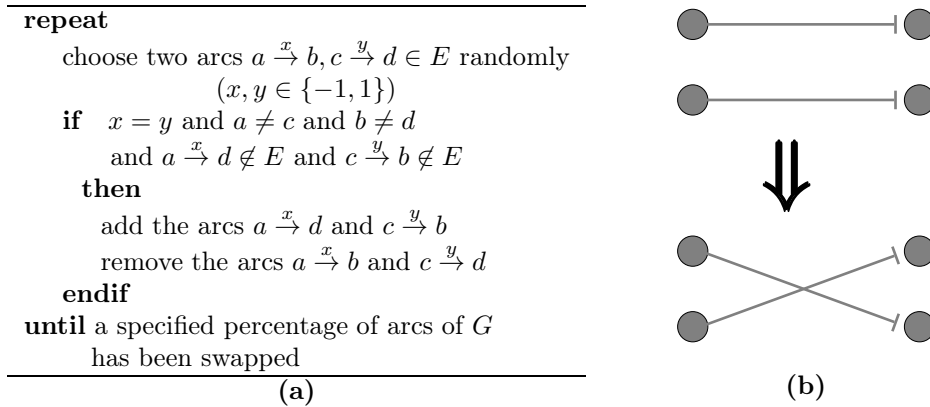 repeat
choose two arcs a →ˣ b, c →ʸ d ∈ E randomly
(x, y ∈ {−1, 1})
if x = y and a ≠ c and b ≠ d
and a →ˣ d ∉ E and c →ʸ b ∉ E
then
add the arcs a →ˣ d and c →ʸ b
remove the arcs a →ˣ b and c →ʸ d
endif
until a specified percentage of arcs of G
has been swapped
(a)
(b)